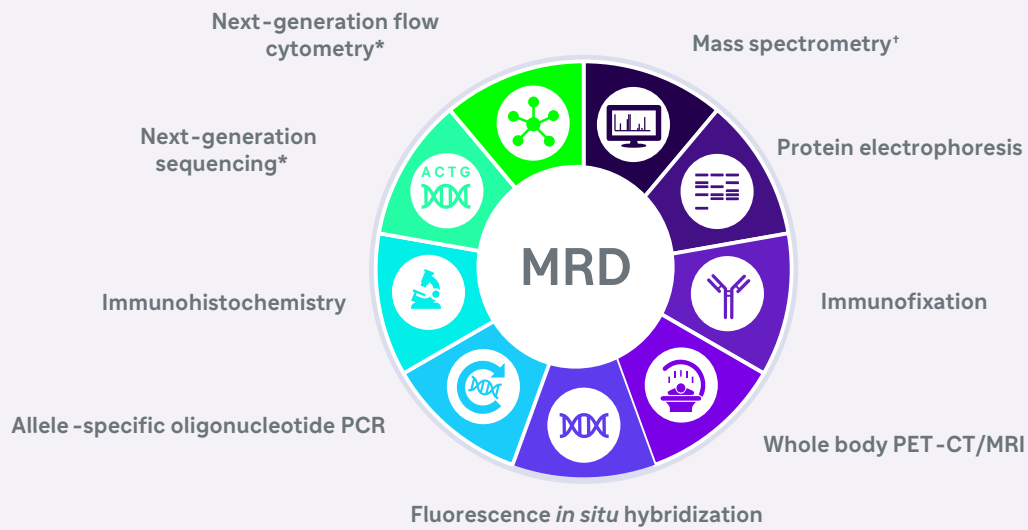 Next-generation flow
cytometry*
Mass spectrometry†
Next-generation
sequencing*
Protein electrophoresis
ACTG
MRD
Immunohistochemistry
Immunofixation
Allele-specific oligonucleotide PCR
Whole body PET-CT/MRI
Fluorescence in situ hybridization